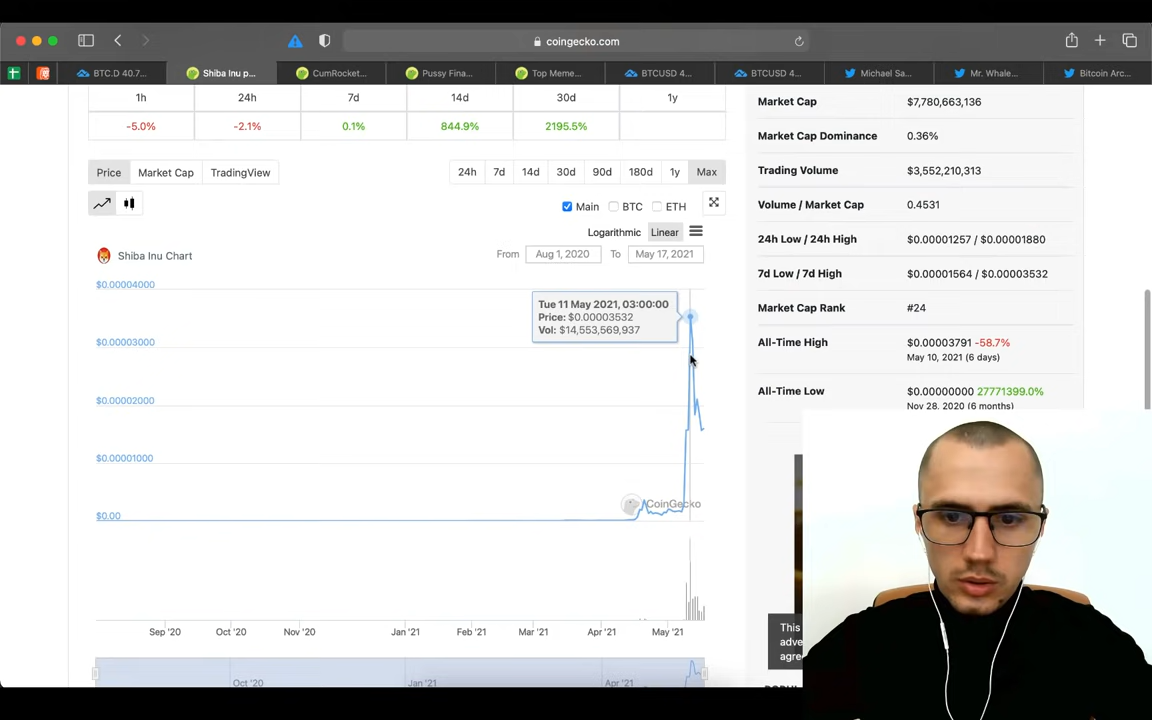 coingecko.com
BTC.D 40.7...
Shiba Inu p...
CumRocket...
Pussy Fina...
Top Meme...
BTCUSD 4...
BTCUSD 4...
Michael Sa...
Mr. Whale...
Bitcoin Arc...
1h 24h 7d 14d 30d 1y
-5.0% -2.1% 0.1% 844.9% 2195.5%
Price Market Cap TradingView
24h 7d 14d 30d 90d 180d 1y Max
Main BTC ETH
Logarithmic Linear
Shiba Inu Chart
From Aug 1, 2020 To May 17, 2021
$0.00004000
$0.00003000
$0.00002000
$0.00001000
$0.00
Tue 11 May 2021, 03:00:00
Price: $0.00003532
Vol: $14,553,569,937
CoinGecko
Sep '20 Oct '20 Nov '20 Jan '21 Feb '21 Mar '21 Apr '21 May '21
Oct '20 Jan '21 Apr '21
Market Cap $7,780,663,136
Market Cap Dominance 0.36%
Trading Volume $3,552,210,313
Volume / Market Cap 0.4531
24h Low / 24h High $0.00001257 / $0.00001880
7d Low / 7d High $0.00001564 / $0.00003532
Market Cap Rank #24
All-Time High $0.00003791 -58.7%
May 10, 2021 (6 days)
All-Time Low $0.00000000 27771399.0%
Nov 28, 2020 (6 months)
This
adve
agre